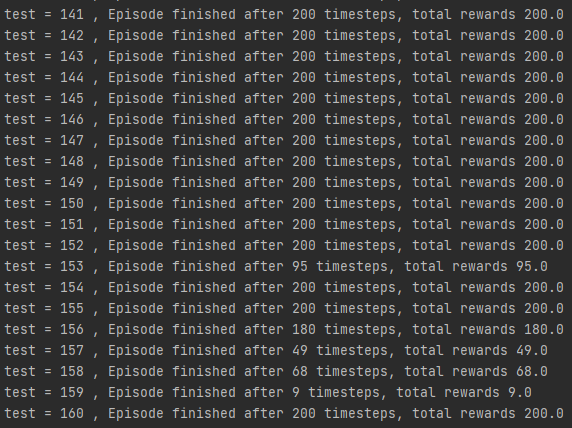 test = 141 , Episode finished after 200 timesteps, total rewards 200.0
test = 142 , Episode finished after 200 timesteps, total rewards 200.0
test = 143 , Episode finished after 200 timesteps, total rewards 200.0
test = 144 , Episode finished after 200 timesteps, total rewards 200.0
test = 145 , Episode finished after 200 timesteps, total rewards 200.0
test = 146 , Episode finished after 200 timesteps, total rewards 200.0
test = 147 , Episode finished after 200 timesteps, total rewards 200.0
test = 148 , Episode finished after 200 timesteps, total rewards 200.0
test = 149 , Episode finished after 200 timesteps, total rewards 200.0
test = 150 , Episode finished after 200 timesteps, total rewards 200.0
test = 151 , Episode finished after 200 timesteps, total rewards 200.0
test = 152 , Episode finished after 200 timesteps, total rewards 200.0
test = 153 , Episode finished after 95 timesteps, total rewards 95.0
test = 154 , Episode finished after 200 timesteps, total rewards 200.0
test = 155 , Episode finished after 200 timesteps, total rewards 200.0
test = 156 , Episode finished after 180 timesteps, total rewards 180.0
test = 157 , Episode finished after 49 timesteps, total rewards 49.0
test = 158 , Episode finished after 68 timesteps, total rewards 68.0
test = 159 , Episode finished after 9 timesteps, total rewards 9.0
test = 160 , Episode finished after 200 timesteps, total rewards 200.0